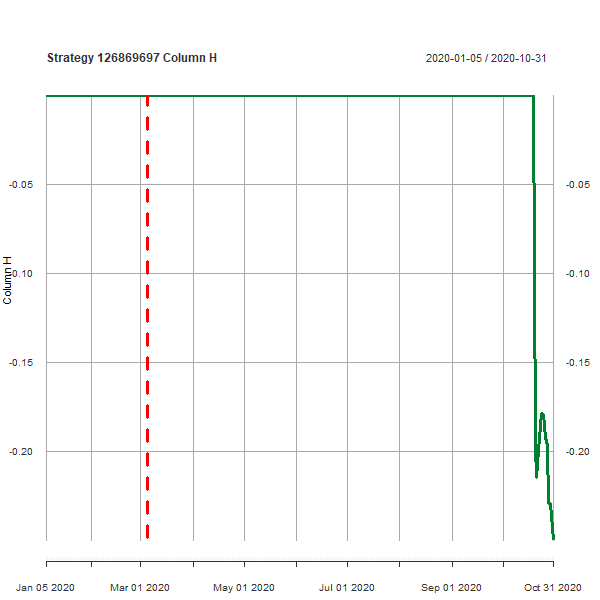 Strategy 126869697 Column H
2020-01-05 / 2020-10-31
-0.05
-0.05
-0.10
-0.10
-0.15
-0.15
-0.20
-0.20
Column H
Jan 05 2020
Mar 01 2020
May 01 2020
Jul 01 2020
Sep 01 2020
Oct 31 2020